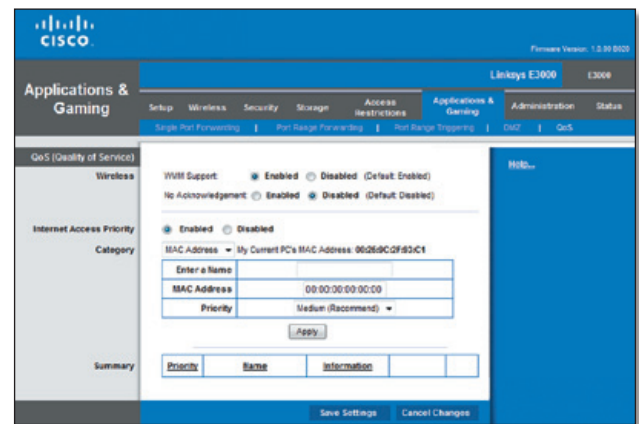 CISCO
Firmware Version: 1.0.00 B020
Linksys E3000 E3000
Applications & Gaming
Setup Wireless Security Storage Access Restrictions Applications & Gaming Administration Status
Single Port Forwarding | Port Range Forwarding | Port Range Triggering | DMZ | QoS
QoS (Quality of Service)
Help...
Wireless WMM Support: Enabled Disabled (Default: Enabled)
No Acknowledgement: Enabled Disabled (Default: Disabled)
Internet Access Priority Enabled Disabled
Category MAC Address My Current PC's MAC Address: 00:26:9C:2F:93:C1
Enter a Name
MAC Address 00:00:00:00:00:00
Priority Medium (Recommend)
Apply
Summary Priority Name Information
Save Settings Cancel Changes